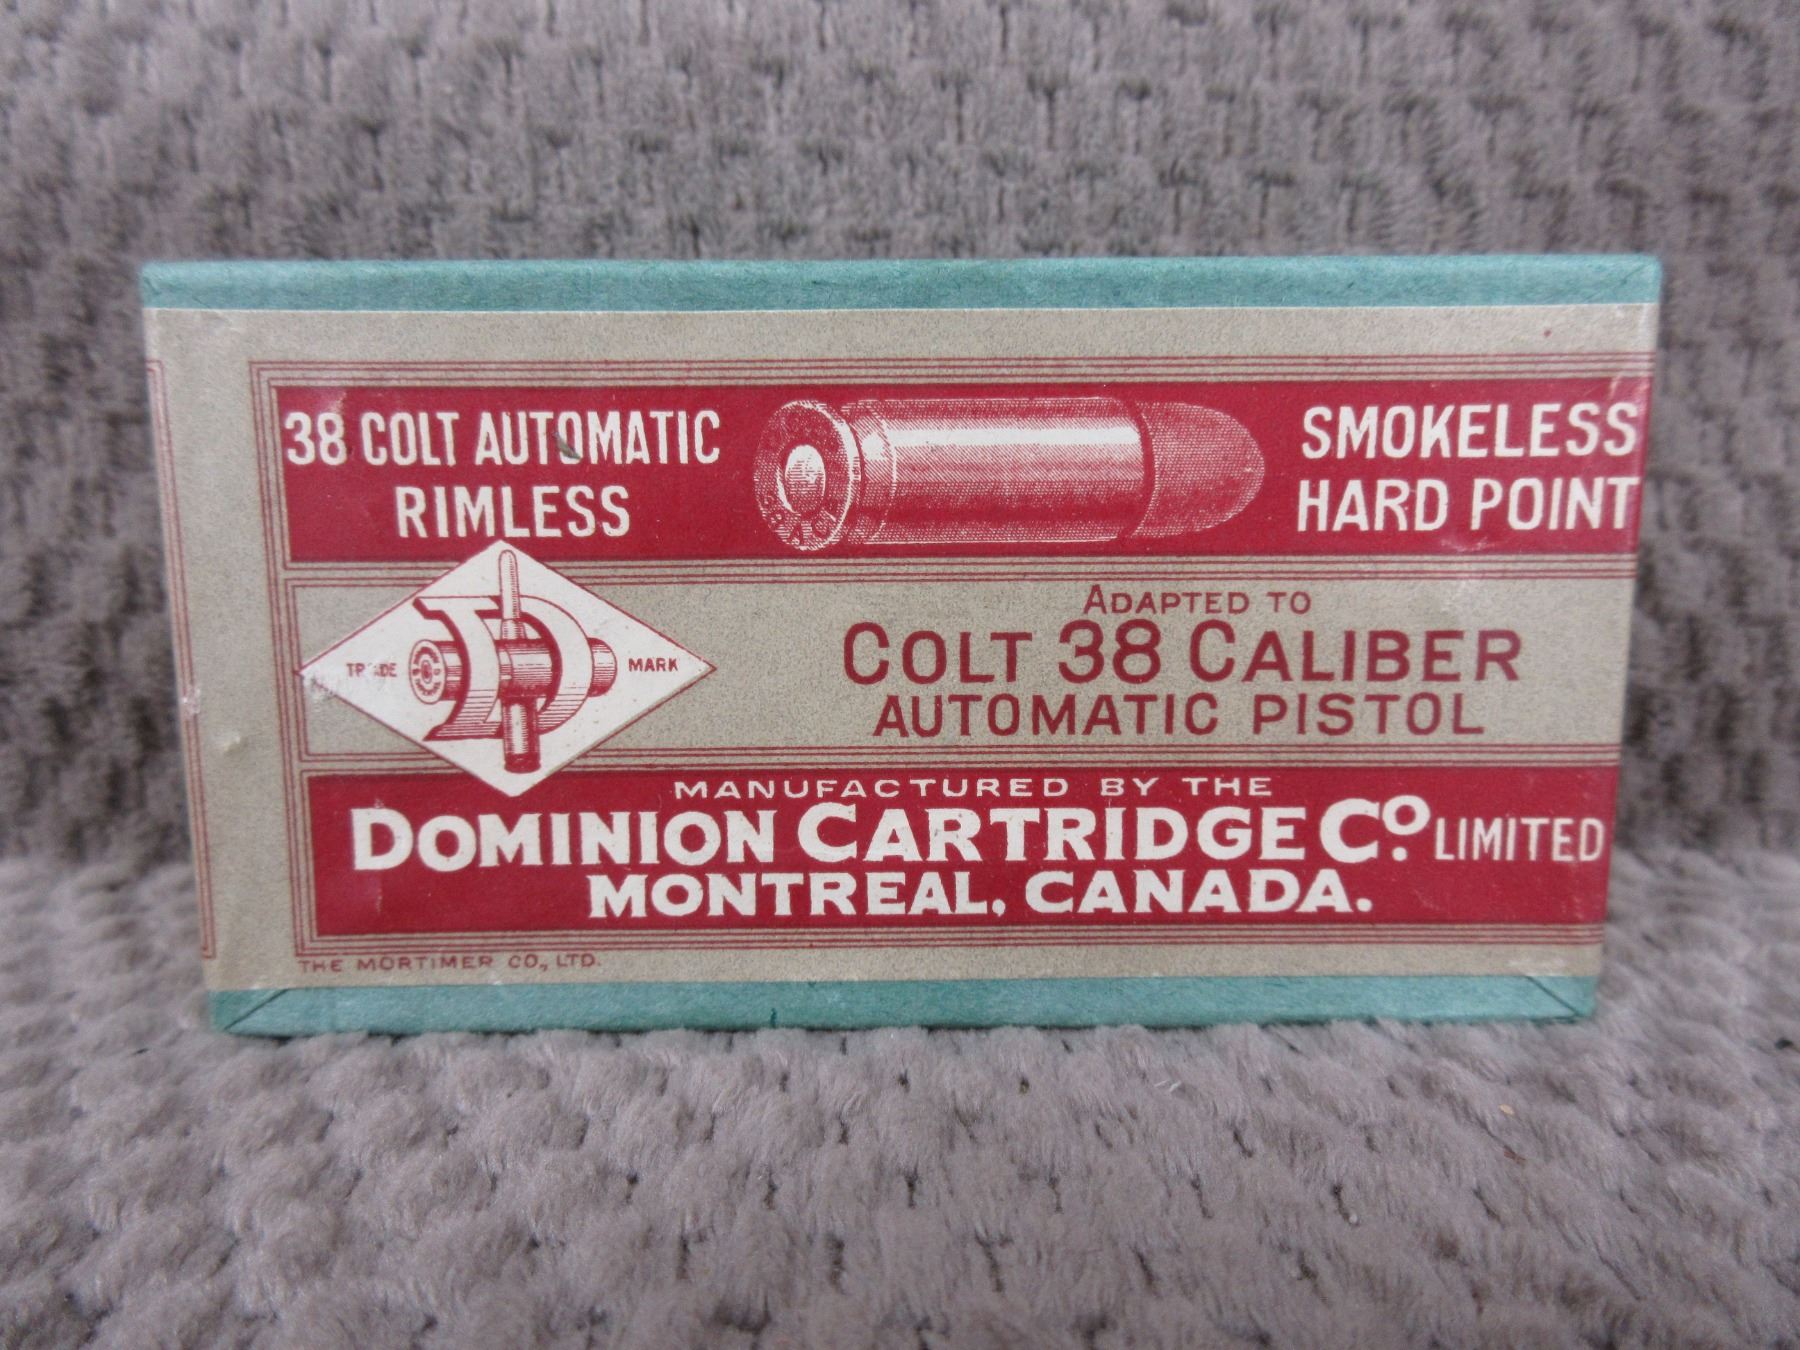 38 COLT AUTOMATIC
RIMLESS
SMOKELESS
HARD POINT
TRADE
D
MARK
ADAPTED TO
COLT 38 CALIBER
AUTOMATIC PISTOL
MANUFACTURED BY THE
DOMINION CARTRIDGE CO. LIMITED
MONTREAL, CANADA.
THE MORTIMER CO., LTD.